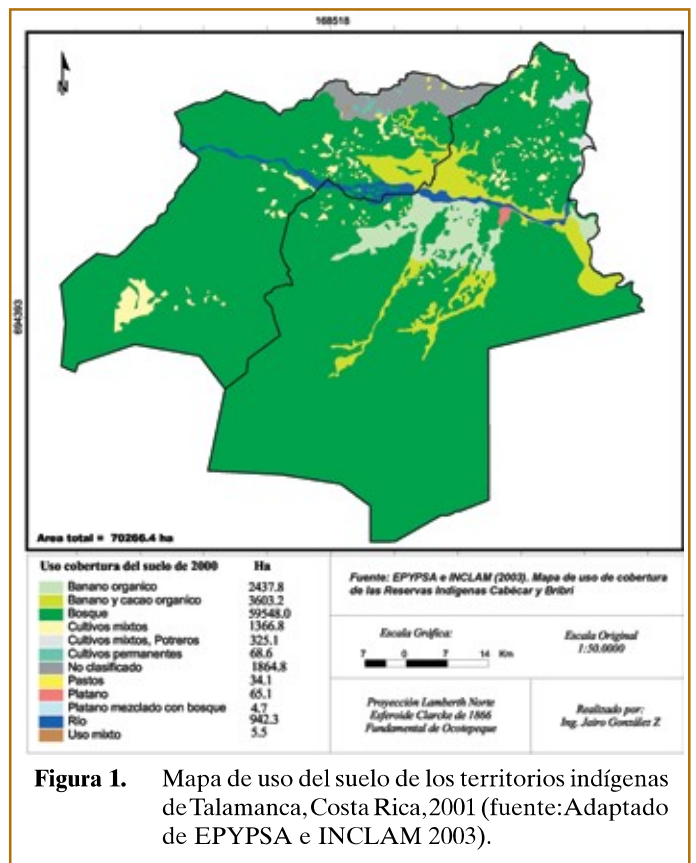 168518
N
694393
Area total = 70266.4 ha
Uso cobertura del suelo de 2000 Ha
Banano organico 2437.8
Banano y cacao organico 3603.2
Bosque 59548.0
Cultivos mixtos 1366.8
Cultivos mixtos, Potreros 325.1
Cultivos permanentes 68.6
No clasificado 1864.8
Pastos 34.1
Platano 65.1
Platano mezclado con bosque 4.7
Río 942.3
Uso mixto 5.5
Fuente: EPYPSA e INCLAM (2003). Mapa de uso de cobertura
de las Reservas Indígenas Cabécar y Bribri
Escala Gráfica:
7 0 7 14 Km
Escala Original
1:50.0000
Proyección Lamberth Norte
Esferoide Clarcke de 1866
Fundamental de Ocotepeque
Realizado por:
Ing. Jairo González Z
Figura 1. Mapa de uso del suelo de los territorios indígenas
de Talamanca, Costa Rica, 2001 (fuente: Adaptado
de EPYPSA e INCLAM 2003).